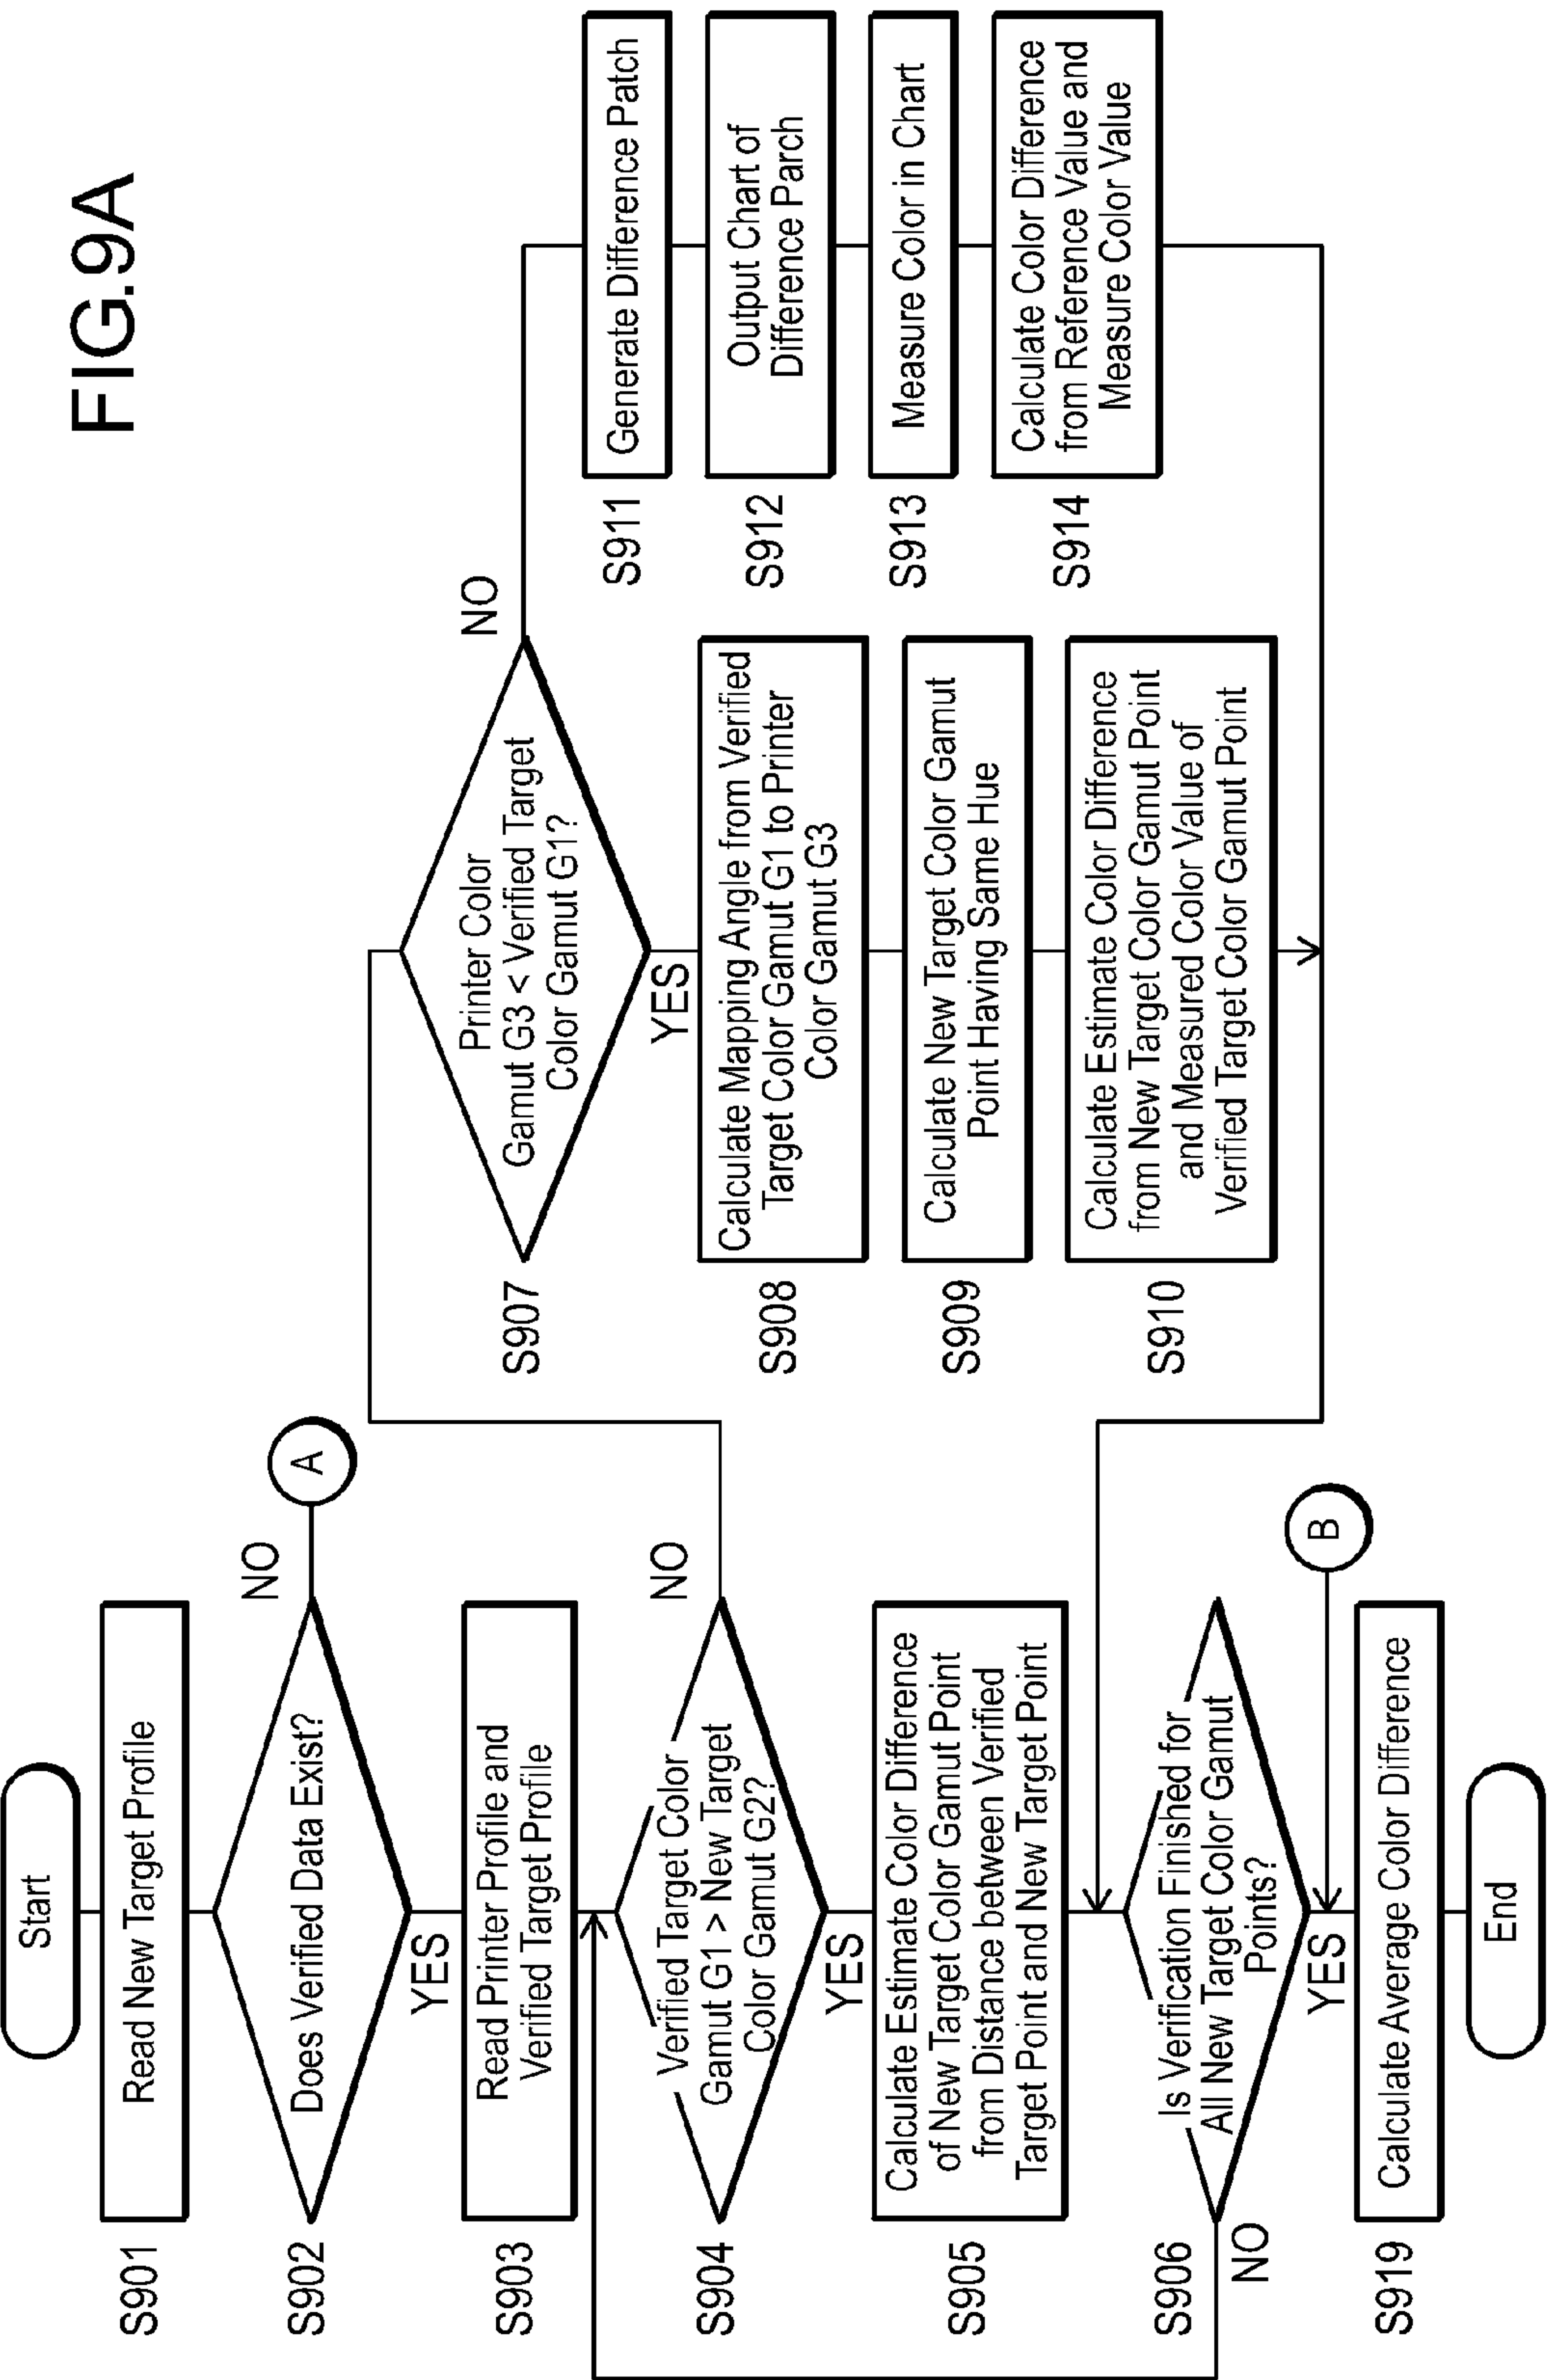 FIG.9A
Start
S901
Read New Target Profile
S902
Does Verified Data Exist?
NO
A
YES
S903
Read Printer Profile and
Verified Target Profile
S904
Verified Target Color
Gamut G1 > New Target
Color Gamut G2?
NO
YES
S905
Calculate Estimate Color Difference
of New Target Color Gamut Point
from Distance between Verified
Target Point and New Target Point
S906
Is Verification Finished for
All New Target Color Gamut
Points?
NO
YES
B
S919
Calculate Average Color Difference
End
S907
Printer Color
Gamut G3 < Verified Target
Color Gamut G1?
NO
YES
S908
Calculate Mapping Angle from Verified
Target Color Gamut G1 to Printer
Color Gamut G3
S909
Calculate New Target Color Gamut
Point Having Same Hue
S910
Calculate Estimate Color Difference
from New Target Color Gamut Point
and Measured Color Value of
Verified Target Color Gamut Point
S911
Generate Difference Patch
S912
Output Chart of
Difference Parch
S913
Measure Color in Chart
S914
Calculate Color Difference
from Reference Value and
Measure Color Value